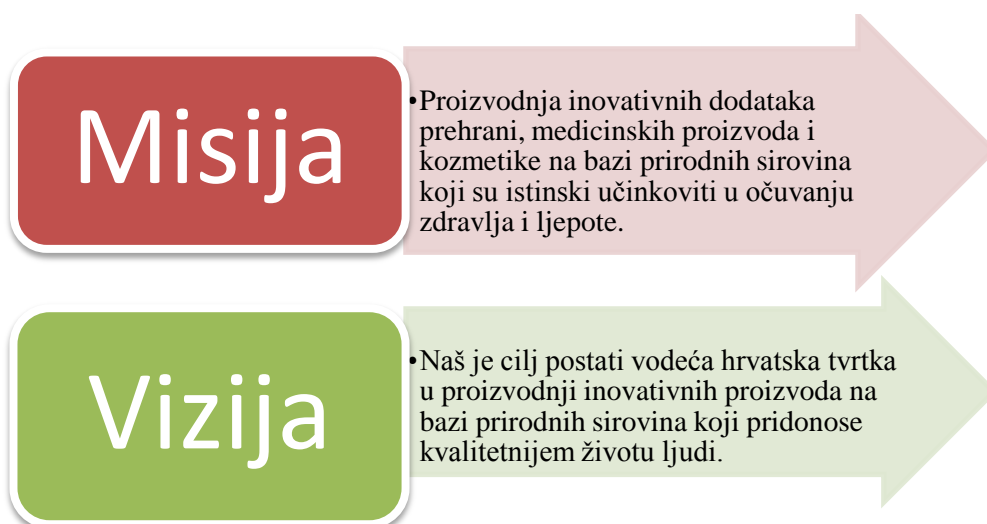 Misija
•Proizvodnja inovativnih dodataka
prehrani, medicinskih proizvoda i
kozmetike na bazi prirodnih sirovina
koji su istinski učinkoviti u očuvanju
zdravlja i ljepote.
Vizija
•Naš je cilj postati vodeća hrvatska tvrtka
u proizvodnji inovativnih proizvoda na
bazi prirodnih sirovina koji pridonose
kvalitetnijem životu ljudi.